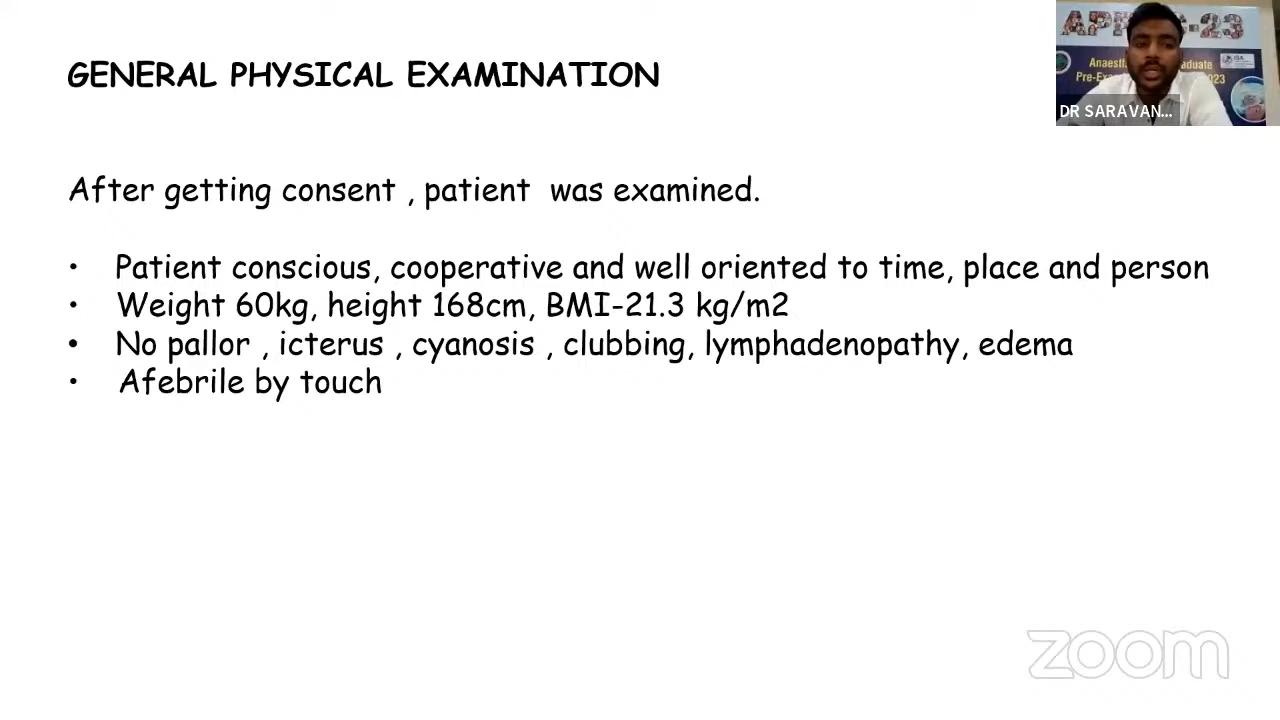 GENERAL PHYSICAL EXAMINATION
After getting consent , patient was examined.
• Patient conscious, cooperative and well oriented to time, place and person
• Weight 60kg, height 168cm, BMI-21.3 kg/m2
• No pallor , icterus , cyanosis , clubbing, lymphadenopathy, edema
• Afebrile by touch
DR SARAVAN...
zoom